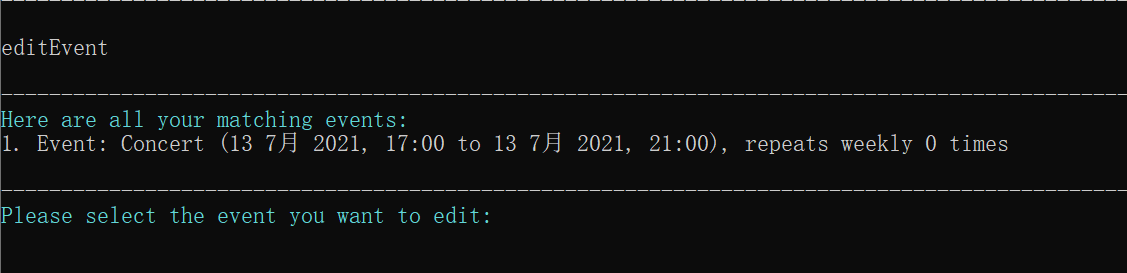 editEvent
Here are all your matching events:
1. Event: Concert (13 7月 2021, 17:00 to 13 7月 2021, 21:00), repeats weekly 0 times
Please select the event you want to edit: